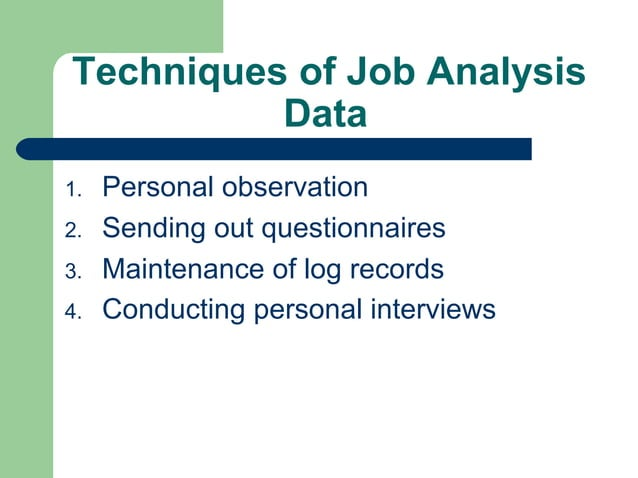 Techniques of Job Analysis
Data
1. Personal observation
2. Sending out questionnaires
3. Maintenance of log records
4. Conducting personal interviews